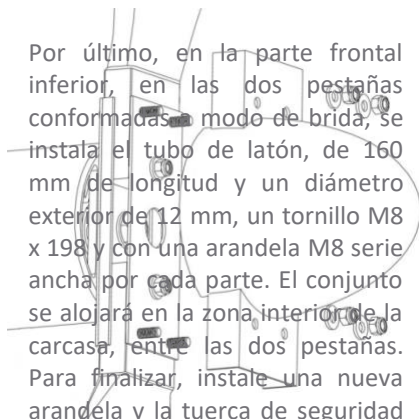 Por último, en la parte frontal
inferior, en las dos pestañas
conformadas a modo de brida, se
instala el tubo de latón, de 160
mm de longitud y un diámetro
exterior de 12 mm, un tornillo M8
x 198 y con una arandela M8 serie
ancha por cada parte. El conjunto
se alojará en la zona interior de la
carcasa, entre las dos pestañas.
Para finalizar, instale una nueva
arandela y la tuerca de seguridad